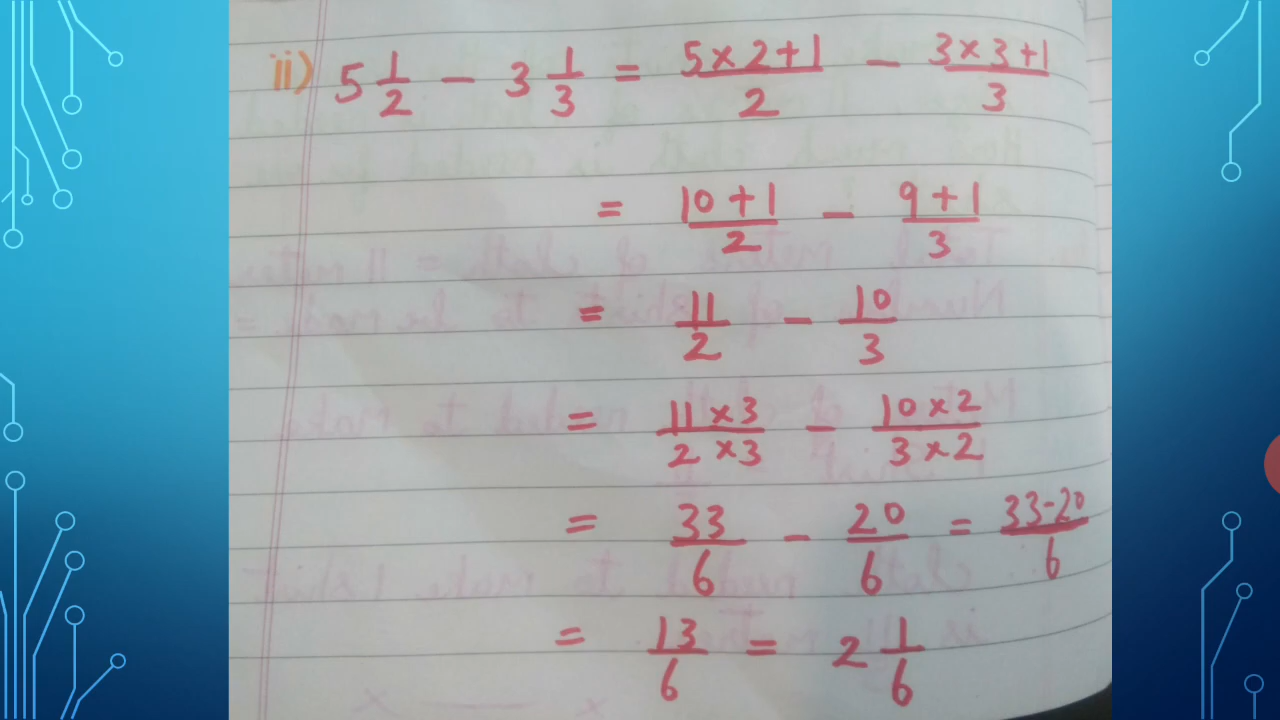 ii) 5 1/2 - 3 1/3 = (5×2+1)/2 - (3×3+1)/3
= (10+1)/2 - (9+1)/3
= 11/2 - 10/3
= (11×3)/(2×3) - (10×2)/(3×2)
= 33/6 - 20/6 = (33-20)/6
= 13/6 = 2 1/6